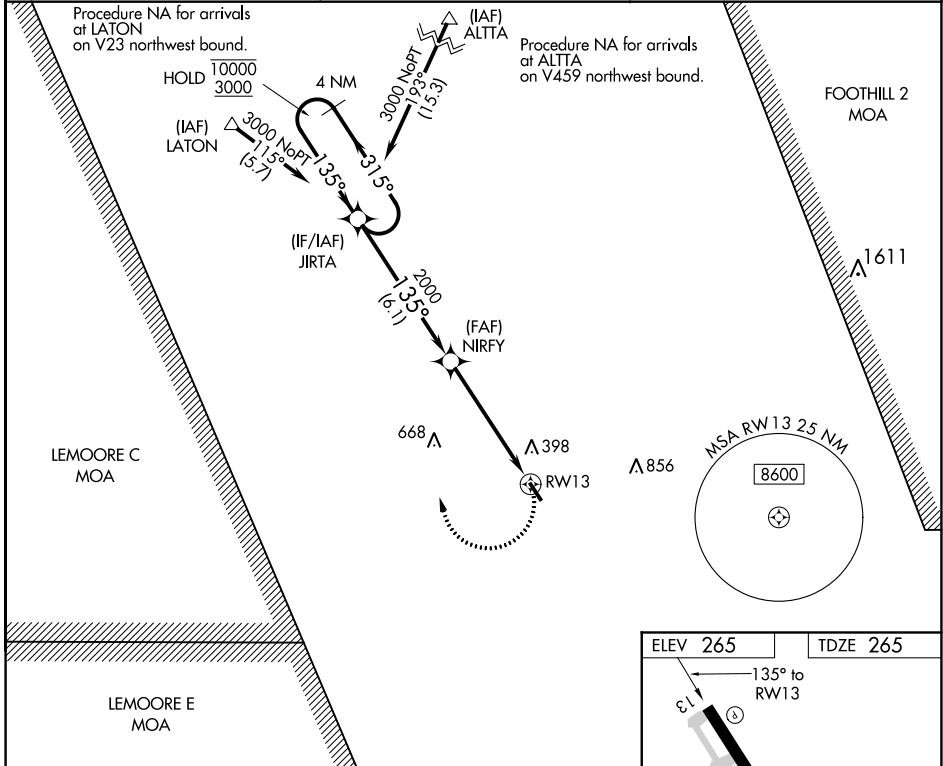 Procedure NA for arrivals
at LATON
on V23 northwest bound.
(IAF)
ALTTA
Procedure NA for arrivals
at ALTTA
on V459 northwest bound.
HOLD 10000
3000
4 NM
3000 NoPT
193°
(15.3)
FOOTHILL 2
MOA
(IAF)
LATON
3000 NoPT
115°
(5.7)
135°
315°
(IF/IAF)
JIRTA
1611
2000
135°
(6.1)
(FAF)
NIRFY
668
398
856
LEMOORE C
MOA
RW13
MSA RW13 25 NM
8600
ELEV 265
TDZE 265
135° to
RW13
13
P
LEMOORE E
MOA